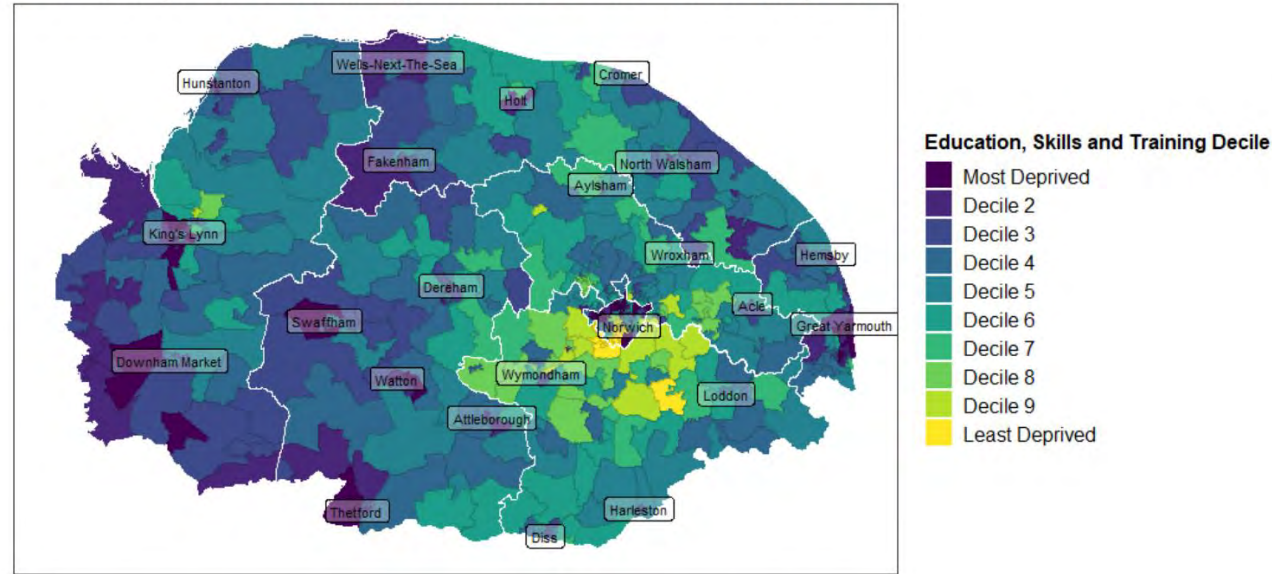 Wells-Next-The-Sea
Cromer
Hunstanton
Holt
Fakenham
North Walsham
Aylsham
King's Lynn
Wroxham
Hemsby
Dereham
Acle
Swaffham
Norwich
Great Yarmouth
Downham Market
Watton
Wymondham
Loddon
Attleborough
Thetford
Harleston
Diss
Education, Skills and Training Decile
Most Deprived
Decile 2
Decile 3
Decile 4
Decile 5
Decile 6
Decile 7
Decile 8
Decile 9
Least Deprived